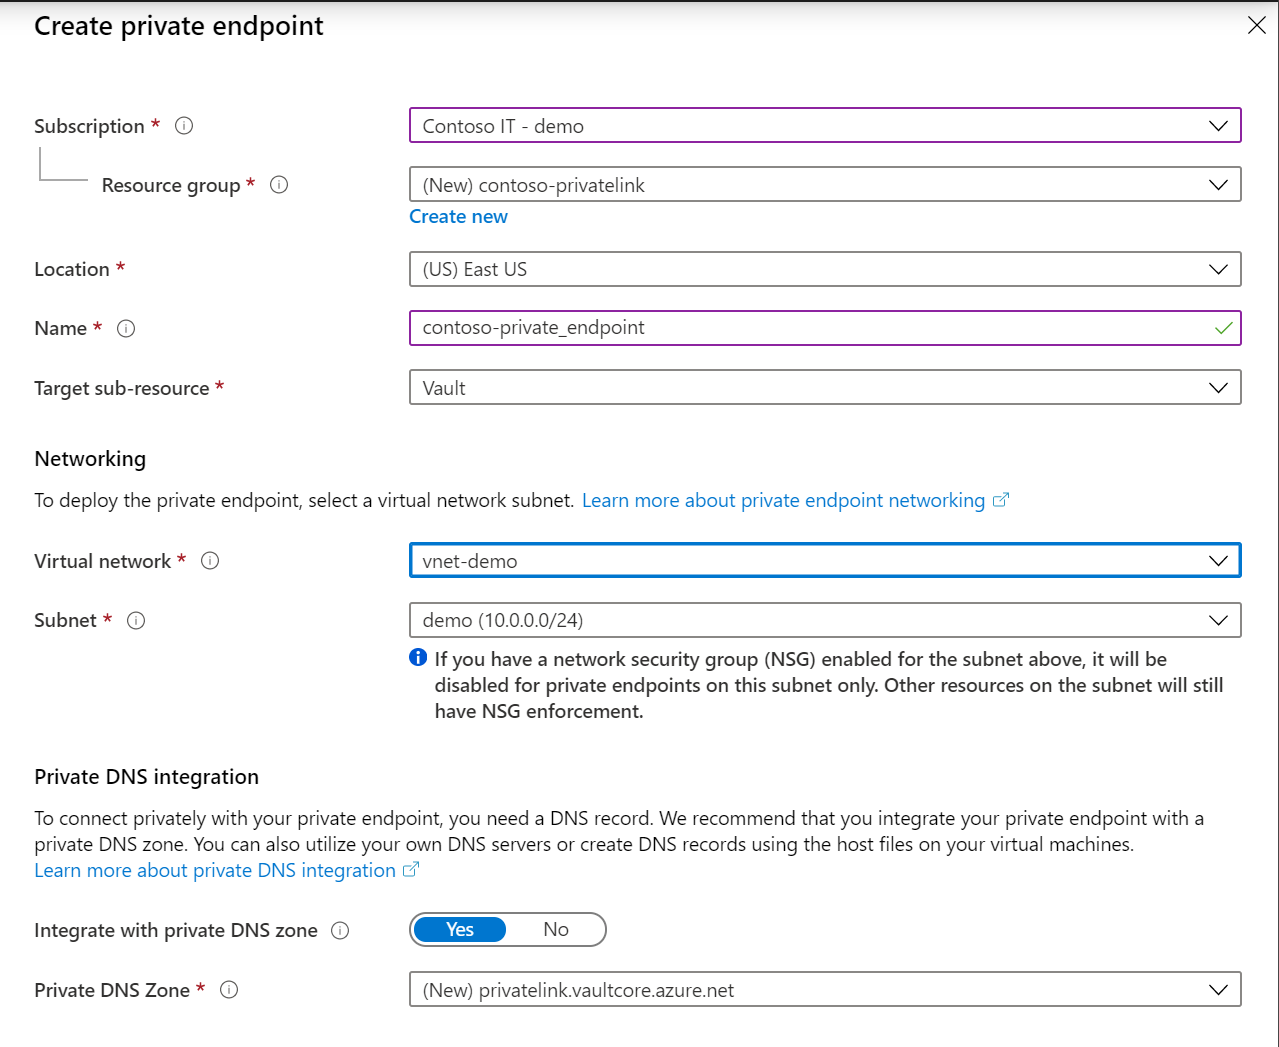 Create private endpoint
Subscription *
Contoso IT - demo
Resource group *
(New) contoso-privatelink
Create new
Location *
(US) East US
Name *
contoso-private_endpoint
Target sub-resource *
Vault
Networking
To deploy the private endpoint, select a virtual network subnet. Learn more about private endpoint networking
Virtual network *
vnet-demo
Subnet *
demo (10.0.0.0/24)
If you have a network security group (NSG) enabled for the subnet above, it will be
disabled for private endpoints on this subnet only. Other resources on the subnet will still
have NSG enforcement.
Private DNS integration
To connect privately with your private endpoint, you need a DNS record. We recommend that you integrate your private endpoint with a
private DNS zone. You can also utilize your own DNS servers or create DNS records using the host files on your virtual machines.
Learn more about private DNS integration
Integrate with private DNS zone
Yes No
Private DNS Zone *
(New) privatelink.vaultcore.azure.net